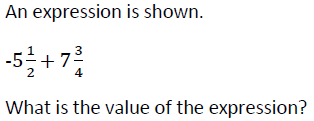 An expression is shown.
-5 1/2 + 7 3/4
What is the value of the expression?